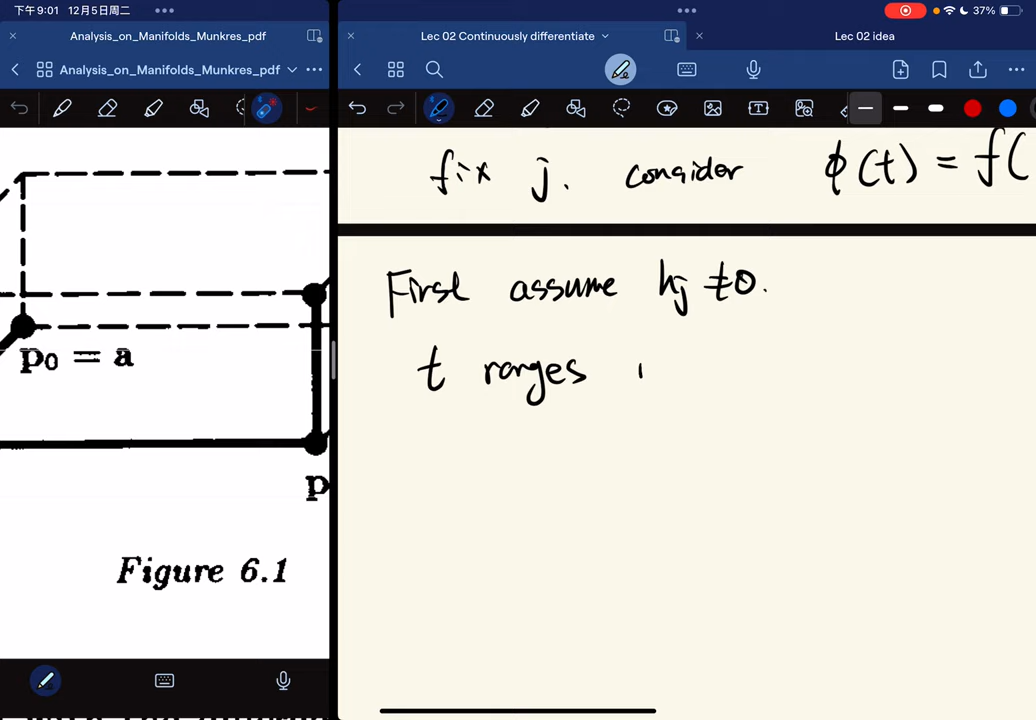 下午9:01 12月5日周二
37%
Analysis_on_Manifolds_Munkres_pdf
Lec 02 Continuously differentiate
Lec 02 idea
Analysis_on_Manifolds_Munkres_pdf
fix j. consider φ(t) = f(
First assume hj ≠0.
t ranges
p₀ = a
p
Figure 6.1